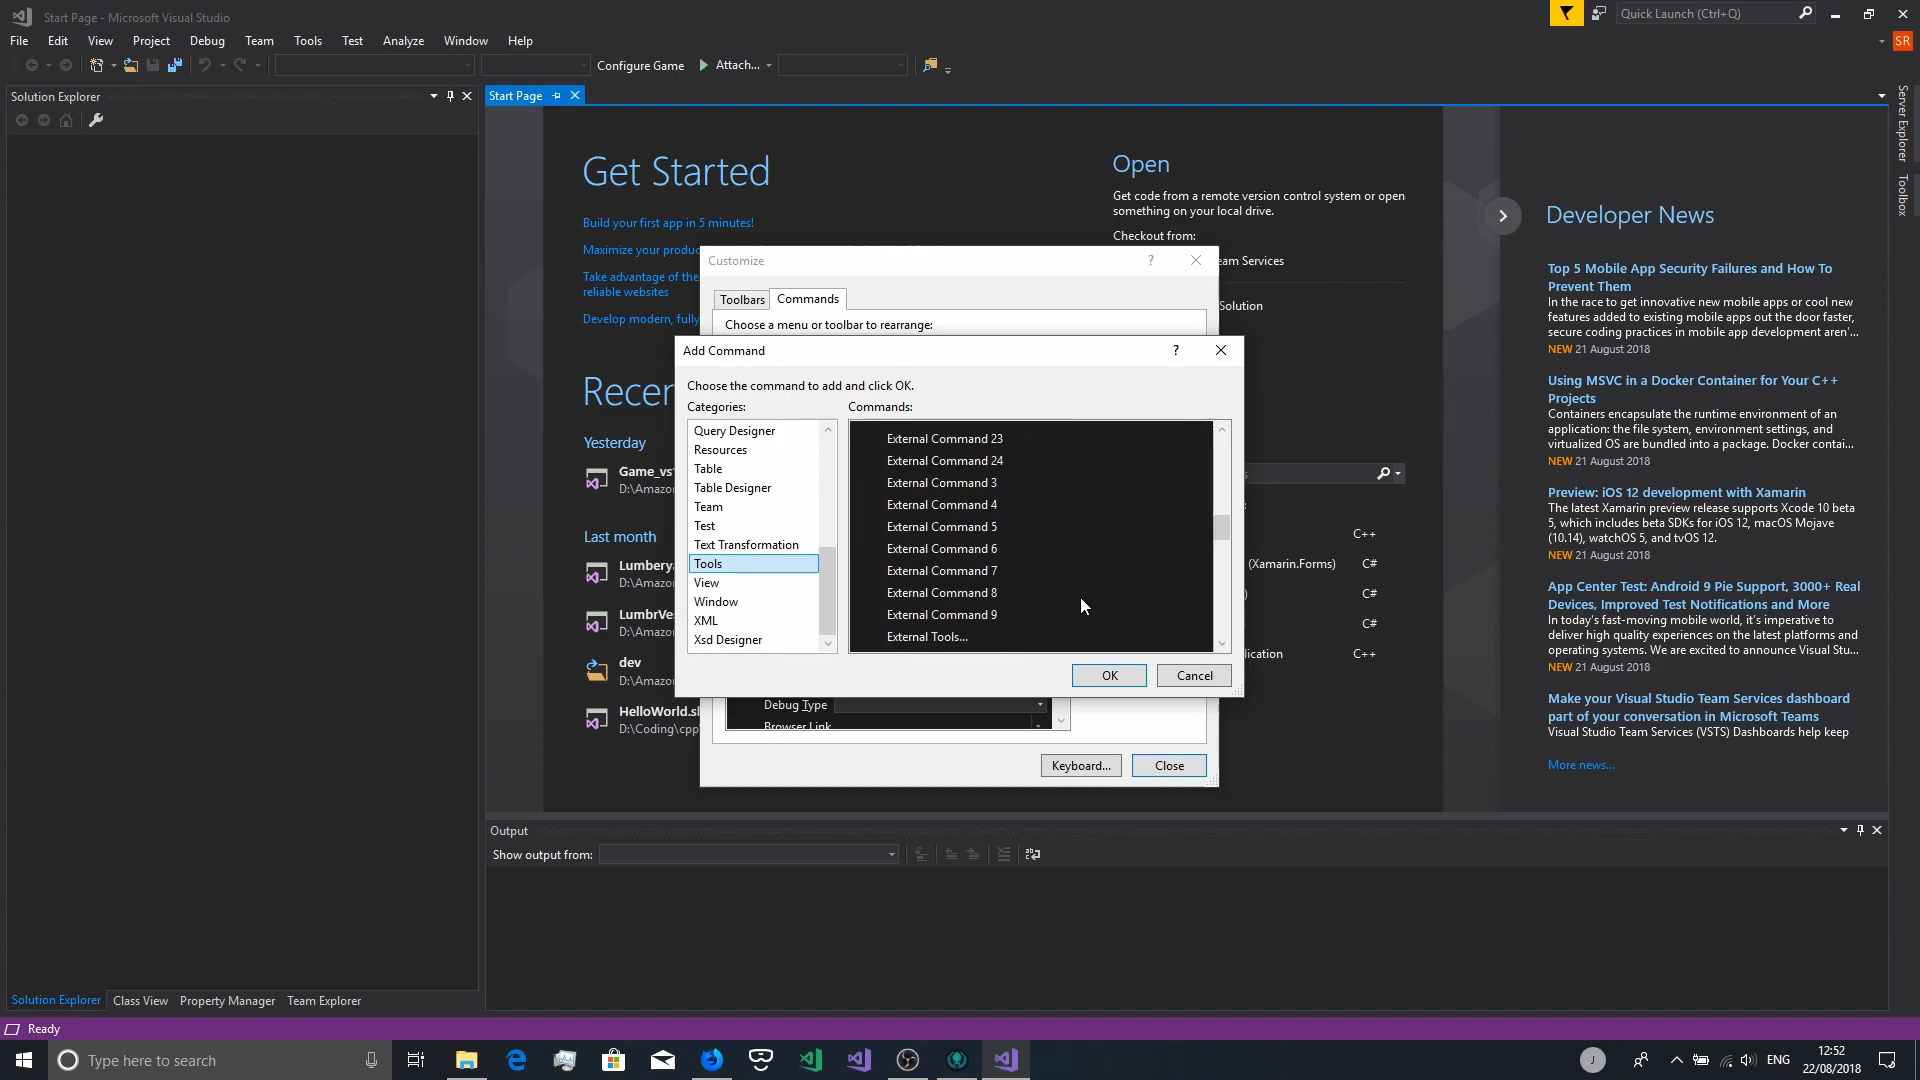 Start Page - Microsoft Visual Studio
Quick Launch (Ctrl+Q)
File Edit View Project Debug Team Tools Test Analyze Window Help
SR
Configure Game Attach...
Solution Explorer
Start Page
Server Explorer
Toolbox
Get Started
Build your first app in 5 minutes!
Maximize your produc
Take advantage of the
reliable websites
Develop modern, fully
Recen
Yesterday
Game_vs
D:\Amazo
Last month
Lumbery
D:\Amazo
LumbrVe
D:\Amazo
dev
D:\Amazo
HelloWorld.sl
D:\Coding\cpp
Open
Get code from a remote version control system or open
something on your local drive.
Checkout from:
eam Services
Solution
C++
(Xamarin.Forms) C#
C#
C#
lication C++
Developer News
Top 5 Mobile App Security Failures and How To
Prevent Them
In the race to get innovative new mobile apps or cool new
features added to existing mobile apps out the door faster,
secure coding practices in mobile app development aren'...
NEW 21 August 2018
Using MSVC in a Docker Container for Your C++
Projects
Containers encapsulate the runtime environment of an
application: the file system, environment settings, and
virtualized OS are bundled into a package. Docker contai...
NEW 21 August 2018
Preview: iOS 12 development with Xamarin
The latest Xamarin preview release supports Xcode 10 beta
5, which includes beta SDKs for iOS 12, macOS Mojave
(10.14), watchOS 5, and tvOS 12.
NEW 21 August 2018
App Center Test: Android 9 Pie Support, 3000+ Real
Devices, Improved Test Notifications and More
In today's fast-moving mobile world, it's imperative to
deliver high quality experiences on the latest platforms and
operating systems. We are excited to announce Visual Stu...
NEW 21 August 2018
Make your Visual Studio Team Services dashboard
part of your conversation in Microsoft Teams
Visual Studio Team Services (VSTS) Dashboards help keep
More news...
Customize
Toolbars Commands
Choose a menu or toolbar to rearrange:
Add Command
Choose the command to add and click OK.
Categories:
Query Designer
Resources
Table
Table Designer
Team
Test
Text Transformation
Tools
View
Window
XML
Xsd Designer
Commands:
External Command 23
External Command 24
External Command 3
External Command 4
External Command 5
External Command 6
External Command 7
External Command 8
External Command 9
External Tools...
OK Cancel
Debug Type
Browser Link
Keyboard... Close
Output
Show output from:
Solution Explorer Class View Property Manager Team Explorer
Ready
Type here to search
J
ENG
12:52
22/08/2018